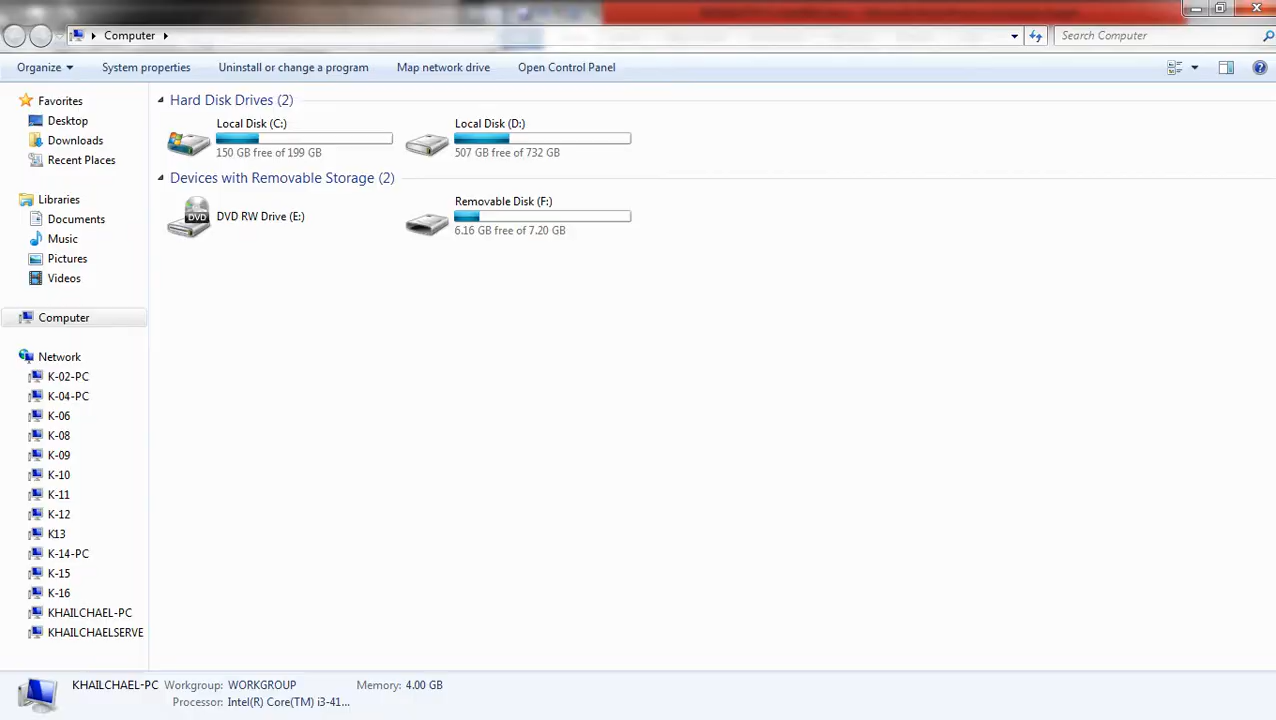 Computer
Search Computer
Organize
System properties
Uninstall or change a program
Map network drive
Open Control Panel
Favorites
Desktop
Downloads
Recent Places
Libraries
Documents
Music
Pictures
Videos
Computer
Network
K-02-PC
K-04-PC
K-06
K-08
K-09
K-10
K-11
K-12
K13
K-14-PC
K-15
K-16
KHAILCHAEL-PC
KHAILCHAELSERVE
Hard Disk Drives (2)
Local Disk (C:)
150 GB free of 199 GB
Local Disk (D:)
507 GB free of 732 GB
Devices with Removable Storage (2)
DVD
DVD RW Drive (E:)
Removable Disk (F:)
6.16 GB free of 7.20 GB
KHAILCHAEL-PC Workgroup: WORKGROUP Memory: 4.00 GB
Processor: Intel(R) Core(TM) i3-41...